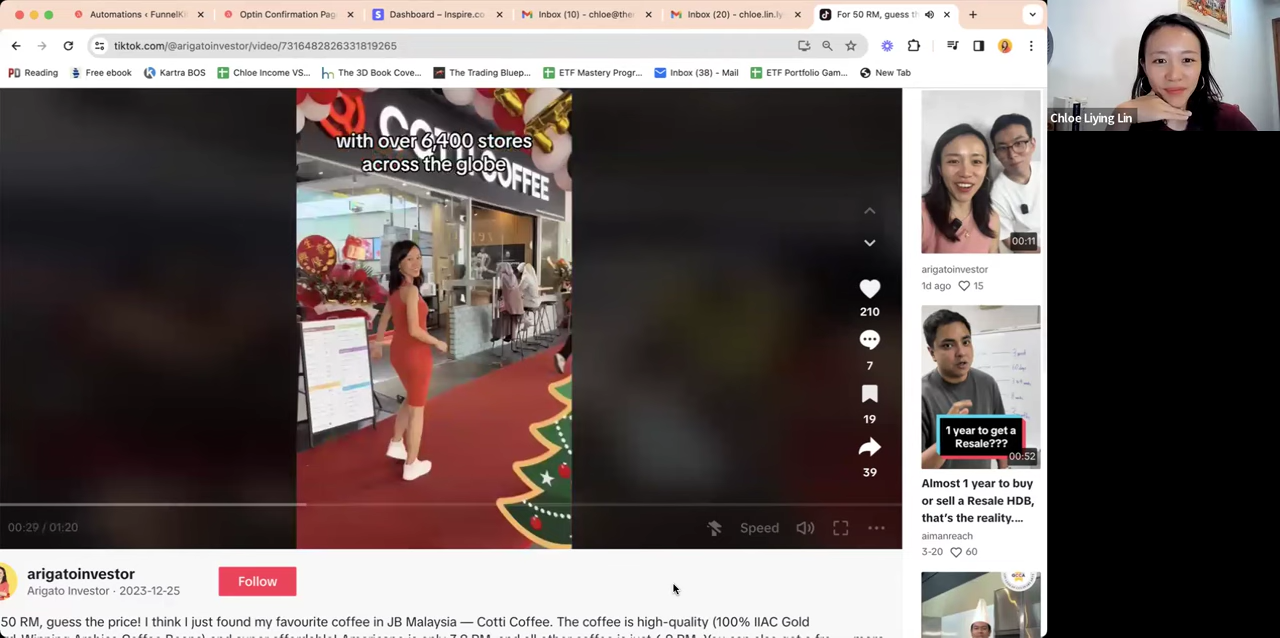 Automations ‹ FunnelK
Optin Confirmation Pag
Dashboard – Inspire.co
Inbox (10) - chloe@the
Inbox (20) - chloe.lin.ly
For 50 RM, guess th
tiktok.com/@arigatoinvestor/video/7316482826331819265
PD Reading
Free ebook
Kartra BOS
Chloe Income VS...
The 3D Book Cove...
The Trading Bluep...
ETF Mastery Progr...
Inbox (38) - Mail
ETF Portfolio Gam...
New Tab
COTTI COFFEE
with over 6,400 stores
across the globe
210
7
19
39
00:29 / 01:20
Speed
arigatoinvestor
Arigato Investor · 2023-12-25
Follow
50 RM, guess the price! I think I just found my favourite coffee in JB Malaysia — Cotti Coffee. The coffee is high-quality (100% IIAC Gold
00:11
arigatoinvestor
1d ago
15
1 year to get a
Resale???
00:52
Almost 1 year to buy
or sell a Resale HDB,
that's the reality....
aimanreach
3-20
60
GCCA
Chloe Liying Lin